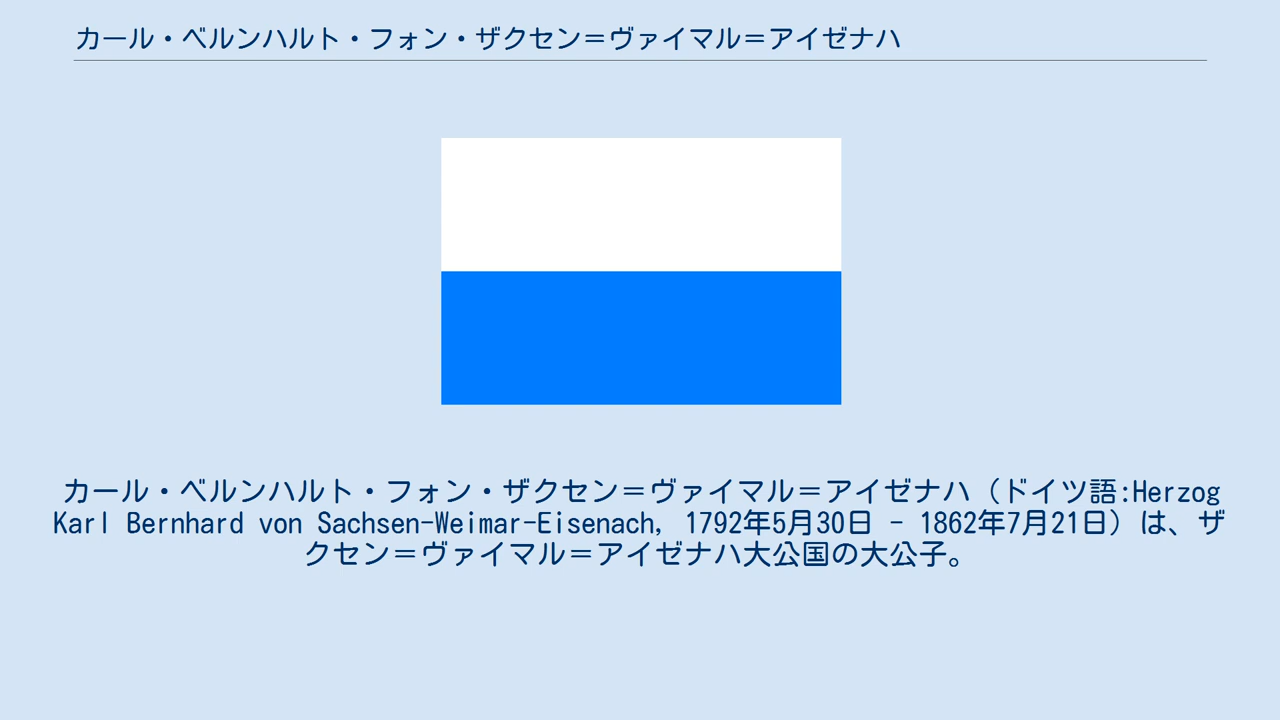 カール・ベルンハルト・フォン・ザクセン＝ヴァイマル＝アイゼナハ
カール・ベルンハルト・フォン・ザクセン＝ヴァイマル＝アイゼナハ（ドイツ語:Herzog
Karl Bernhard von Sachsen-Weimar-Eisenach, 1792年5月30日 - 1862年7月21日）は、ザ
クセン＝ヴァイマル＝アイゼナハ大公国の大公子。